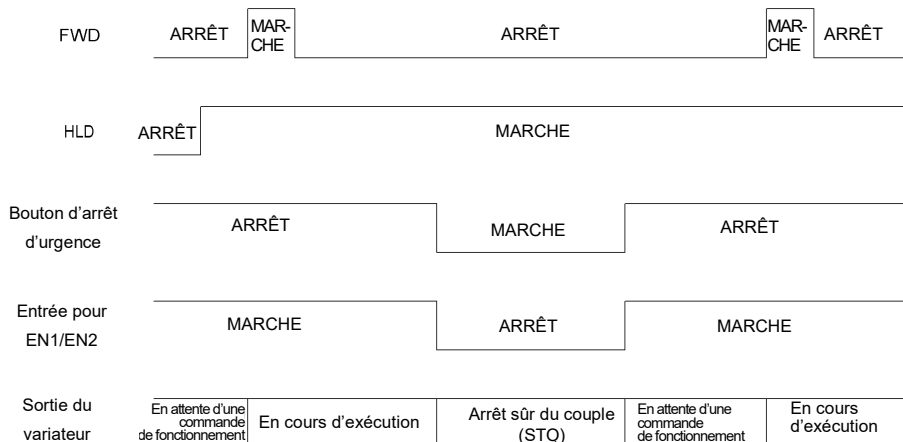 FWD ARRÊT MAR-
CHE ARRÊT MAR-
CHE ARRÊT
HLD ARRÊT MARCHE
Bouton d'arrêt
d'urgence
ARRÊT MARCHE ARRÊT
Entrée pour
EN1/EN2
MARCHE ARRÊT MARCHE
Sortie du
variateur
En attente d'une
commande
de fonctionnement
En cours d'exécution
Arrêt sûr du couple
(STO)
En attente d'une
commande
de fonctionnement
En cours
d'exécution